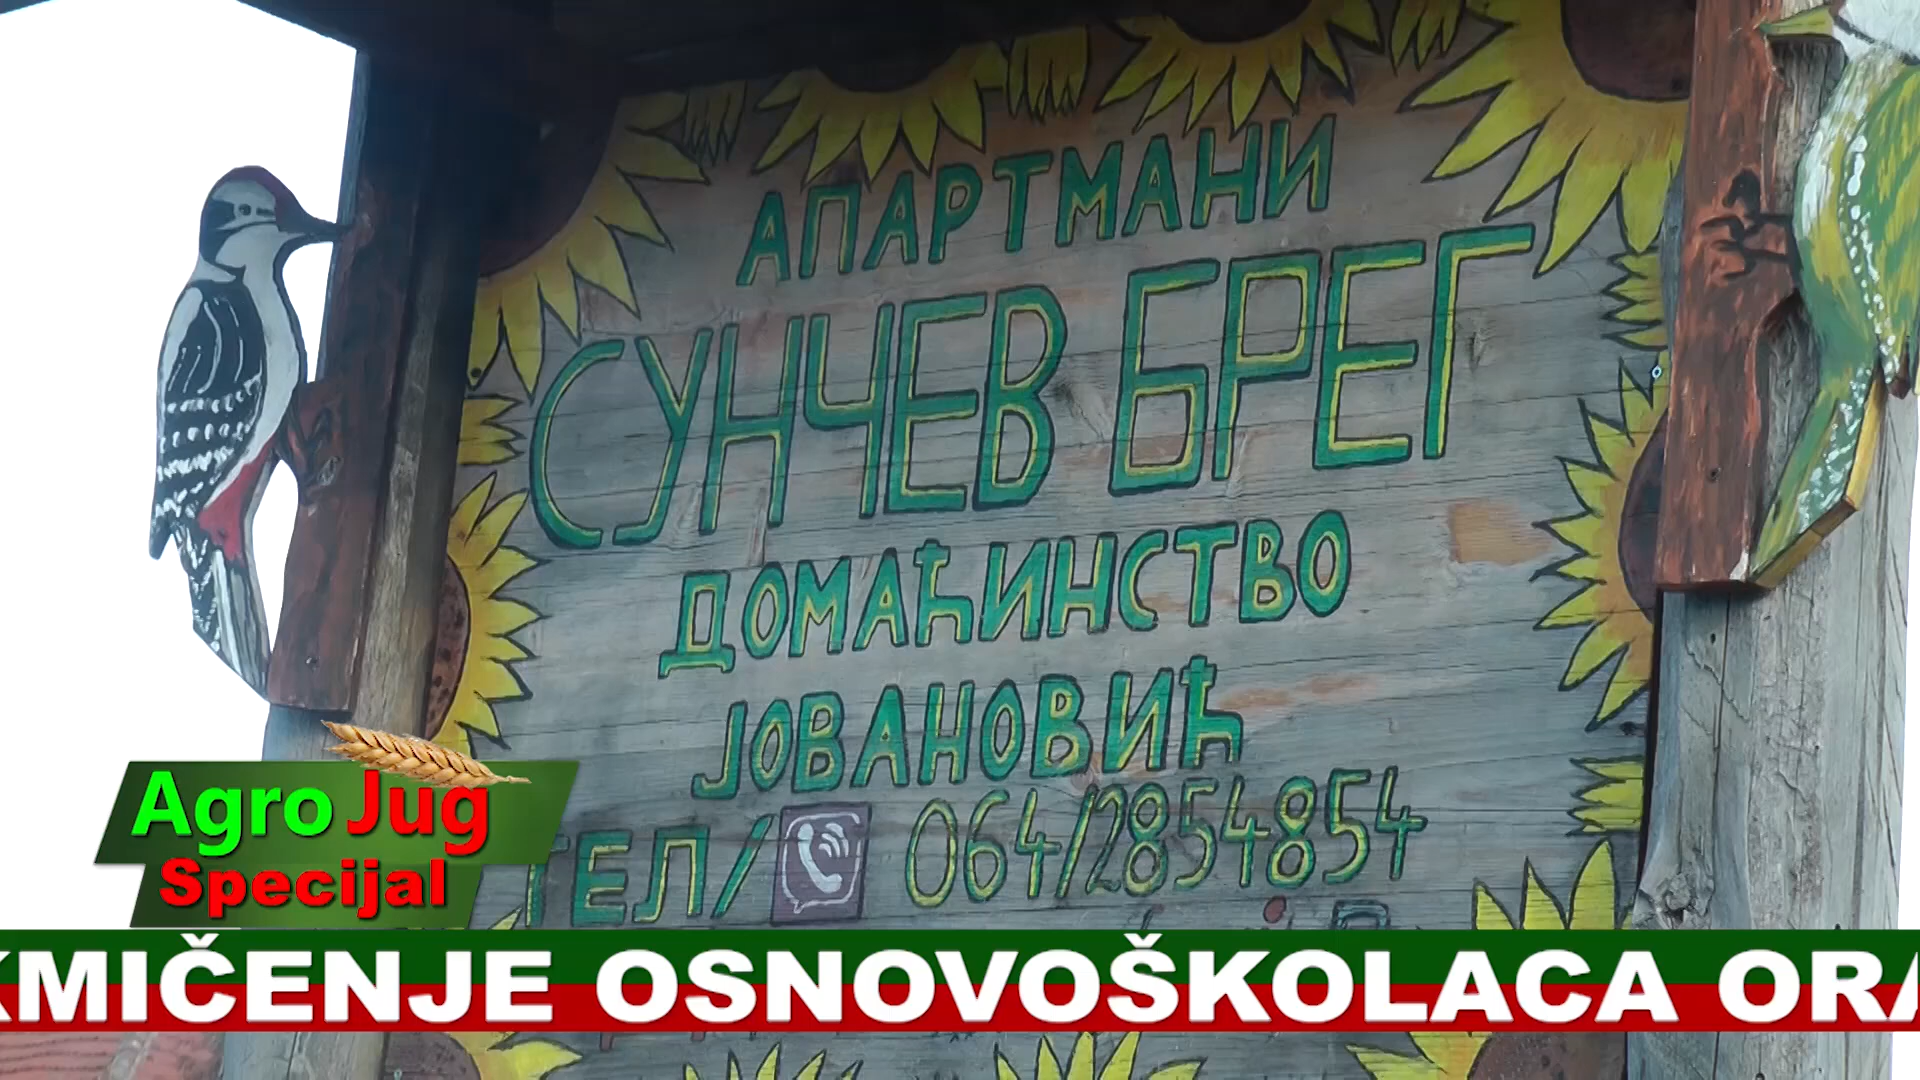 АПАРТМАНИ
СУНЧЕВ БРЕГ
ДОМАЋИНСТВО
ЈОВАНОВИЋ
ТЕЛ/ 064/2854854
Agro Jug
Specijal
KMIČENJE OSNOVOŠKOLACA ORA